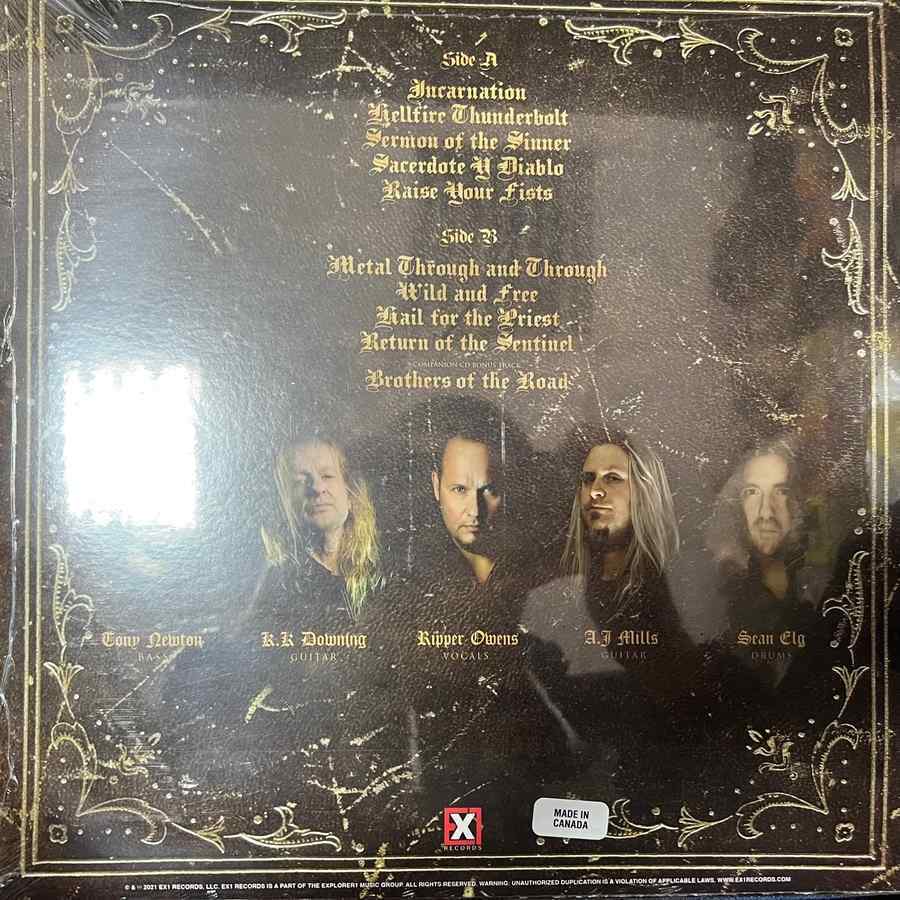 Side A
Incarnation
Hellfire Thunderbolt
Sermon of the Sinner
Sacerdote Y Diablo
Raise Your Fists
Side B
Metal Through and Through
Wild and Free
Hail for the Priest
Return of the Sentinel
COMPANION CD BONUS TRACK
Brothers of the Road
Tony Newton
BASS
K.K Downing
GUITAR
Ripper Owens
VOCALS
A.J Mills
GUITAR
Sean Elg
DRUMS
EX1
RECORDS
MADE IN
CANADA
© & ℗ 2021 EX1 RECORDS, LLC. EX1 RECORDS IS A PART OF THE EXPLORER1 MUSIC GROUP. ALL RIGHTS RESERVED. WARNING: UNAUTHORIZED DUPLICATION IS A VIOLATION OF APPLICABLE LAWS. WWW.EX1RECORDS.COM